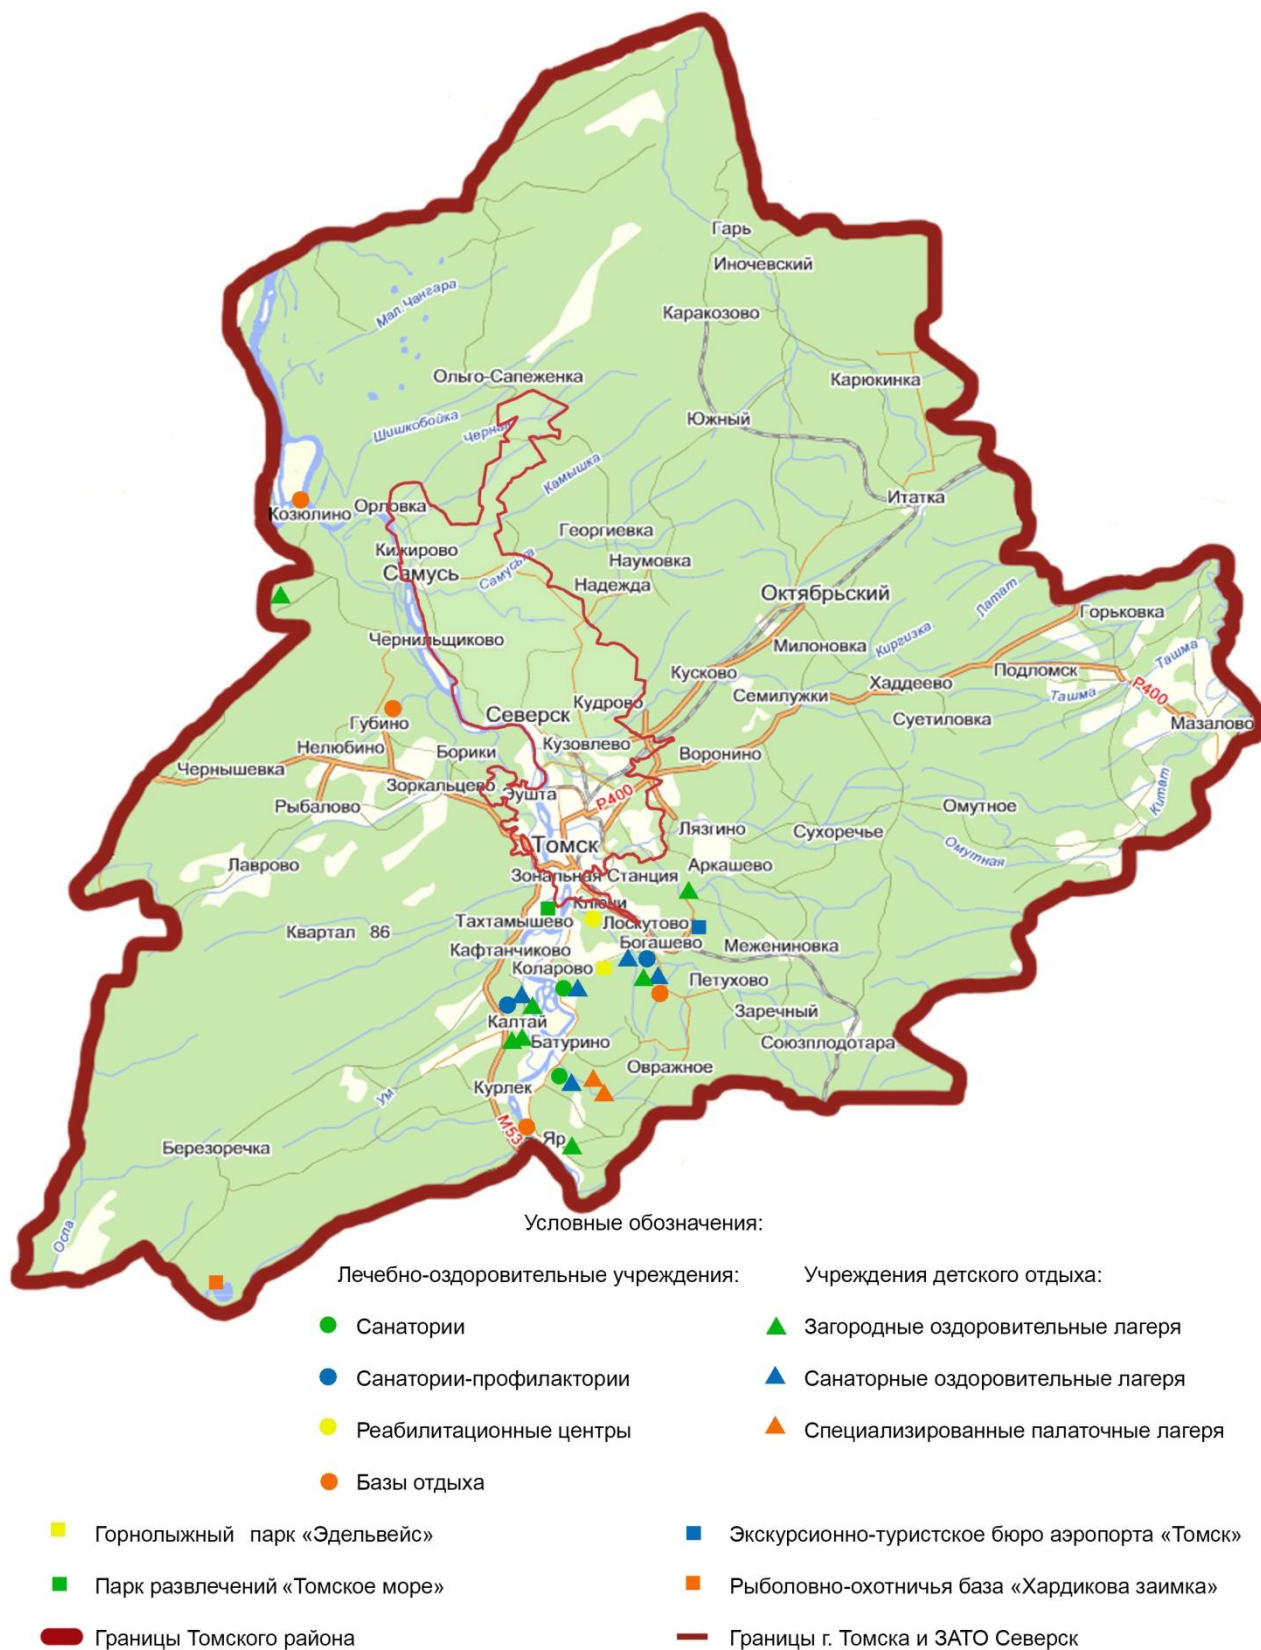 Гарь
Иночевский
Мал. Чангара
Каракозово
Ольго-Сапеженка
Карюкинка
Шишкобойка
Черная
Южный
Камышка
Итатка
Козюлино
Орловка
Георгиевка
Кижирово
Наумовка
Самусь
Самуська
Надежда
Октябрьский
Патат
Горьковка
Чернильщиково
Милоновка
Киргизка
Ташма
Кусково
Подломск
Хаддеево
Семилужки
Ташма
Р400
Северск
Кудрово
Суетиловка
Мазалово
Губино
Нелюбино
Борики
Кузовлево
Воронино
Чернышевка
Зоркальцево
Эушта
Р400
Китат
Рыбалово
Омутное
Лязгино
Сухоречье
Томск
Омутная
Лаврово
Зональная Станция
Аркашево
Ключи
Тахтамышево
Лоскутово
Квартал 86
Богашево
Межениновка
Кафтанчиково
Коларово
Петухово
Заречный
Калтай
Батурино
Союзплодотара
Овражное
Курлек
Ум
М53
Яр
Березоречка
Оспа
Условные обозначения:
Лечебно-оздоровительные учреждения:
Санатории
Санатории-профилактории
Реабилитационные центры
Базы отдыха
Учреждения детского отдыха:
Загородные оздоровительные лагеря
Санаторные оздоровительные лагеря
Специализированные палаточные лагеря
Горнолыжный парк «Эдельвейс»
Парк развлечений «Томское море»
Границы Томского района
Экскурсионно-туристское бюро аэропорта «Томск»
Рыболовно-охотничья база «Хардикова заимка»
Границы г. Томска и ЗАТО Северск